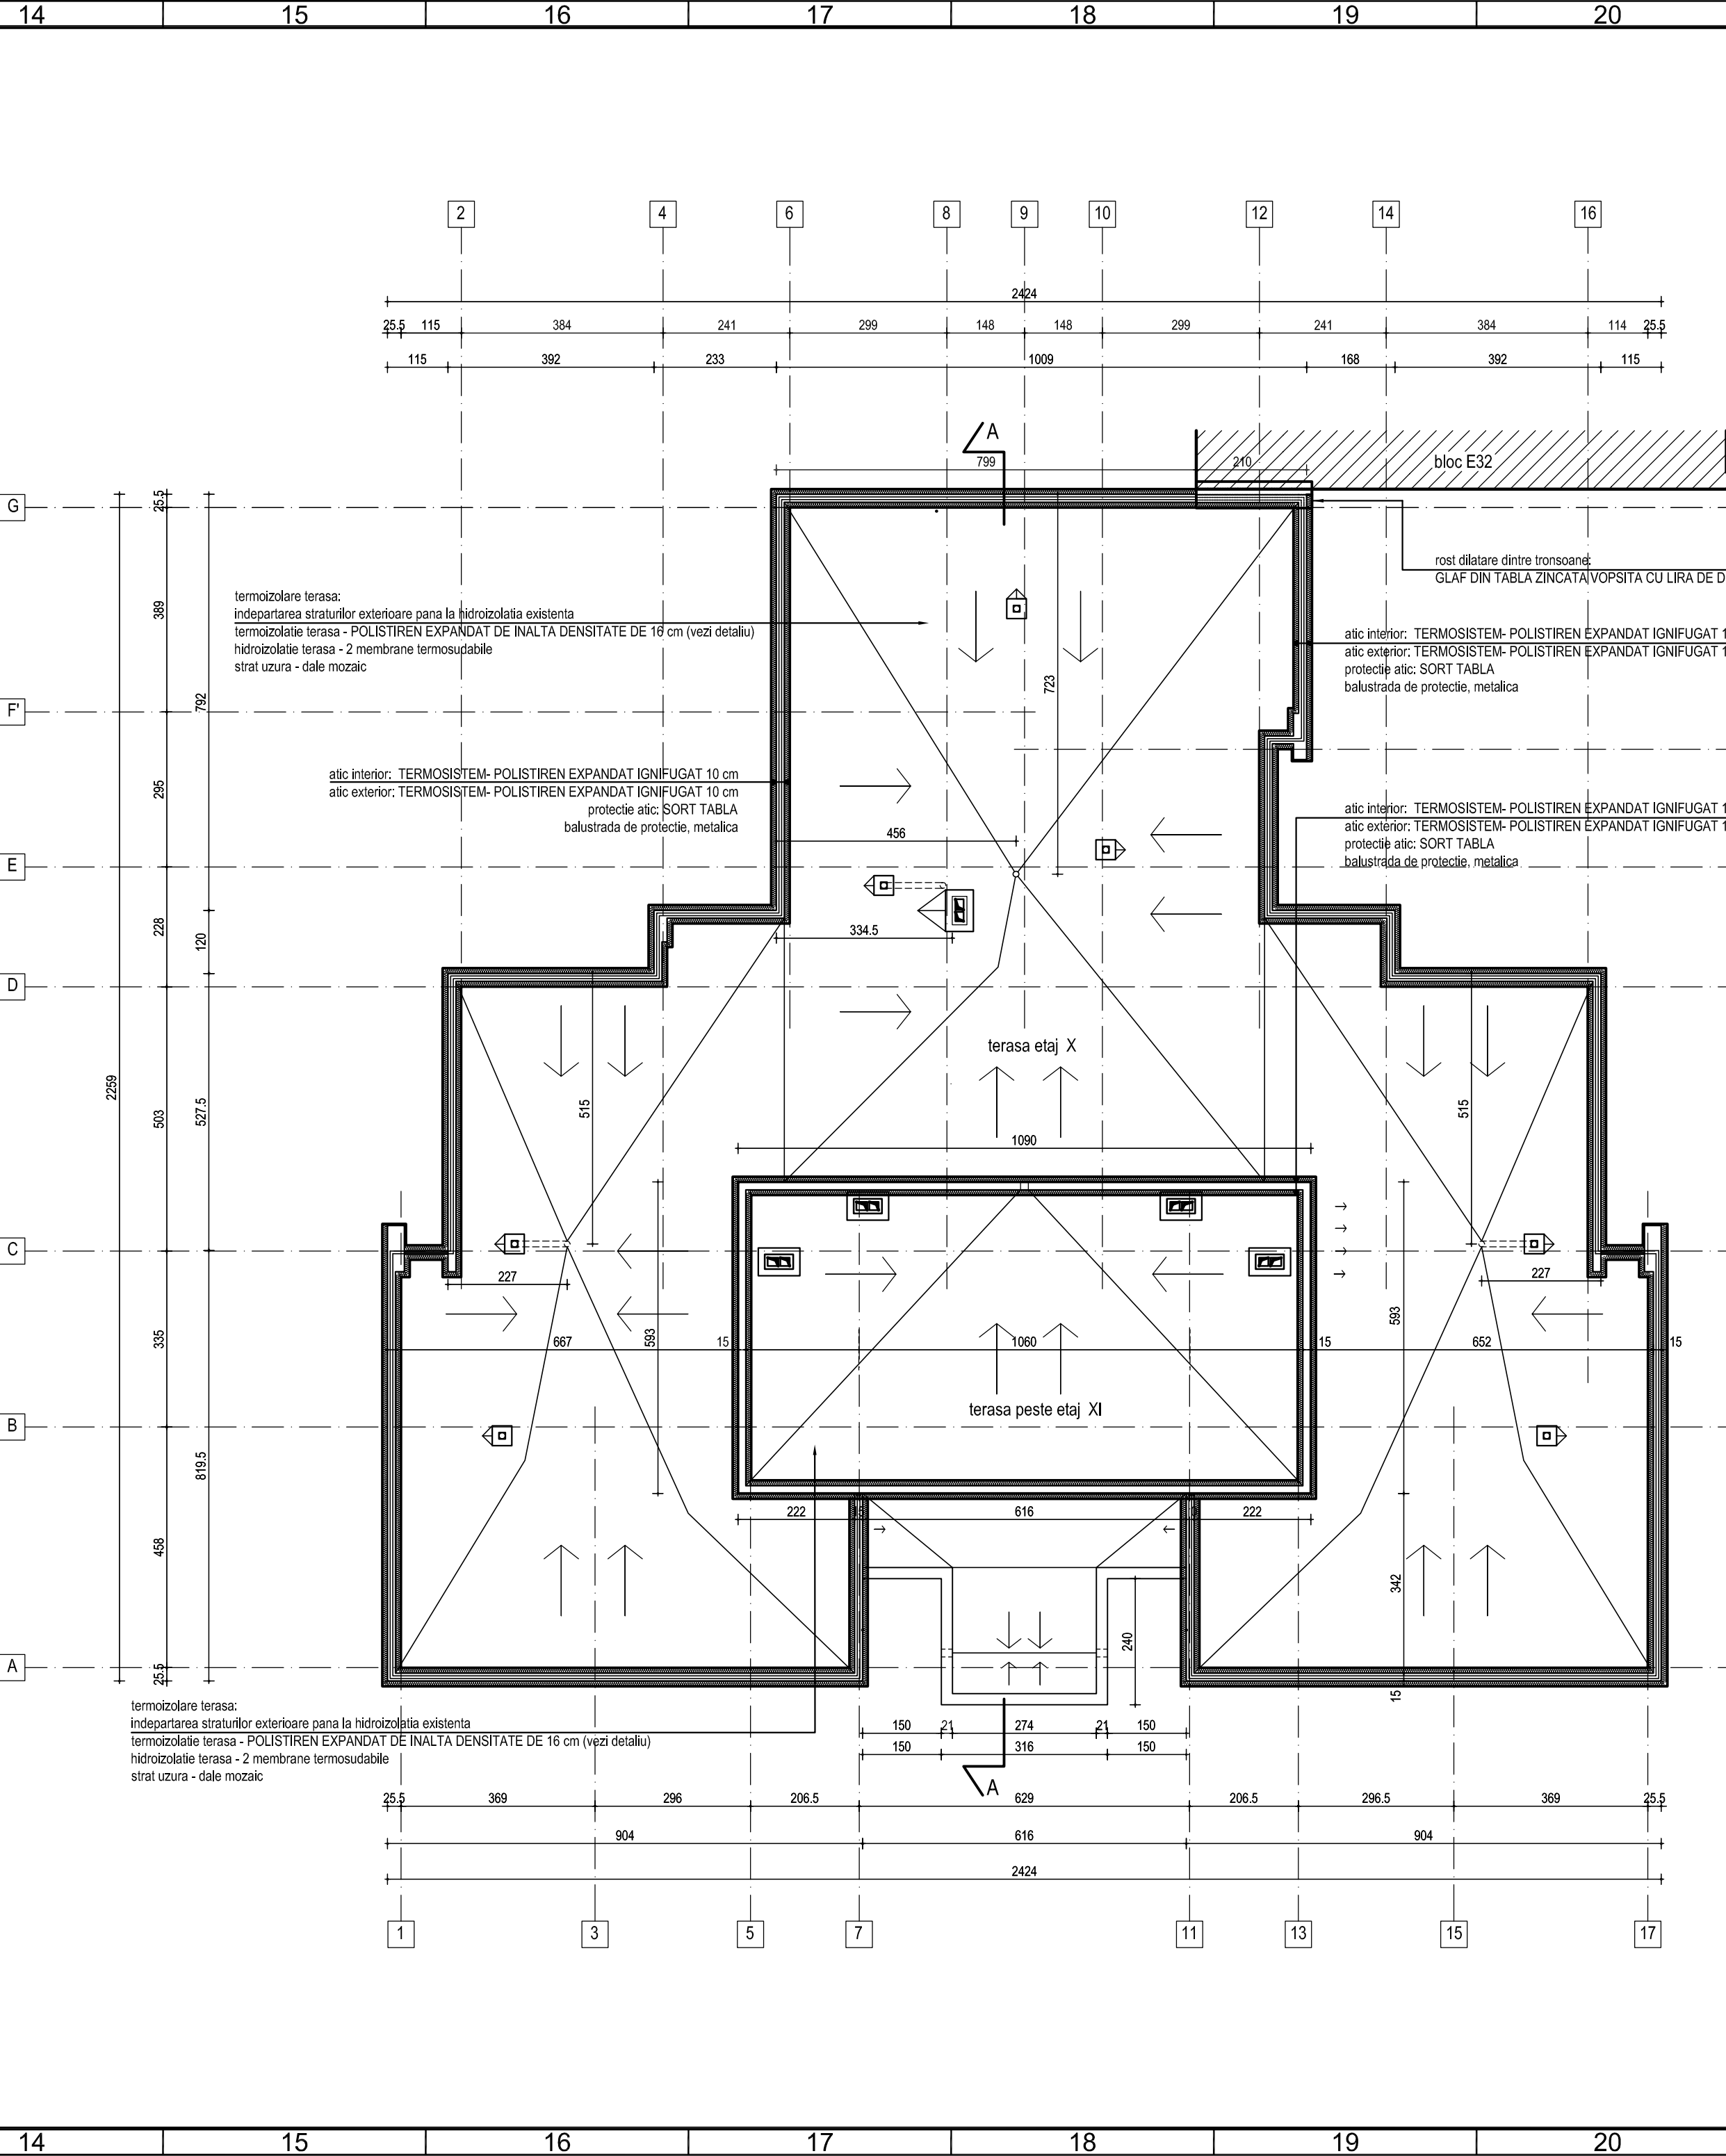 14 15 16 17 18 19 20
2 4 6 8 9 10 12 14 16
2424
25.5 115 384 241 299 148 148 299 241 384 114 25.5
115 392 233 1009 168 392 115
A
799 210
bloc E32
G
25.5
rost dilatare dintre tronsoane:
GLAF DIN TABLA ZINCATA VOPSITA CU LIRA DE D
termoizolare terasa:
indepartarea straturilor exterioare pana la hidroizolatia existenta
termoizolatie terasa - POLISTIREN EXPANDAT DE INALTA DENSITATE DE 16 cm (vezi detaliu)
hidroizolatie terasa - 2 membrane termosudabile
strat uzura - dale mozaic
389
atic interior: TERMOSISTEM- POLISTIREN EXPANDAT IGNIFUGAT 1
atic exterior: TERMOSISTEM- POLISTIREN EXPANDAT IGNIFUGAT 1
protectie atic: SORT TABLA
balustrada de protectie, metalica
723
792
F'
atic interior: TERMOSISTEM- POLISTIREN EXPANDAT IGNIFUGAT 10 cm
atic exterior: TERMOSISTEM- POLISTIREN EXPANDAT IGNIFUGAT 10 cm
protectie atic: SORT TABLA
balustrada de protectie, metalica
295
atic interior: TERMOSISTEM- POLISTIREN EXPANDAT IGNIFUGAT 1
atic exterior: TERMOSISTEM- POLISTIREN EXPANDAT IGNIFUGAT 1
protectie atic: SORT TABLA
balustrada de protectie, metalica
456
E
228
120
334.5
D
terasa etaj X
2259
503
527.5
515
515
1090
C
227
227
593
593
335
667 15 1060 15 652 15
terasa peste etaj XI
B
819.5
222 15 616 222
458
342
240
A
25.5
15
termoizolare terasa:
indepartarea straturilor exterioare pana la hidroizolatia existenta
termoizolatie terasa - POLISTIREN EXPANDAT DE INALTA DENSITATE DE 16 cm (vezi detaliu)
hidroizolatie terasa - 2 membrane termosudabile
strat uzura - dale mozaic
150 21 274 21 150
150 316 150
A
25.5 369 296 206.5 629 206.5 296.5 369 25.5
904 616 904
2424
1 3 5 7 11 13 15 17
14 15 16 17 18 19 20